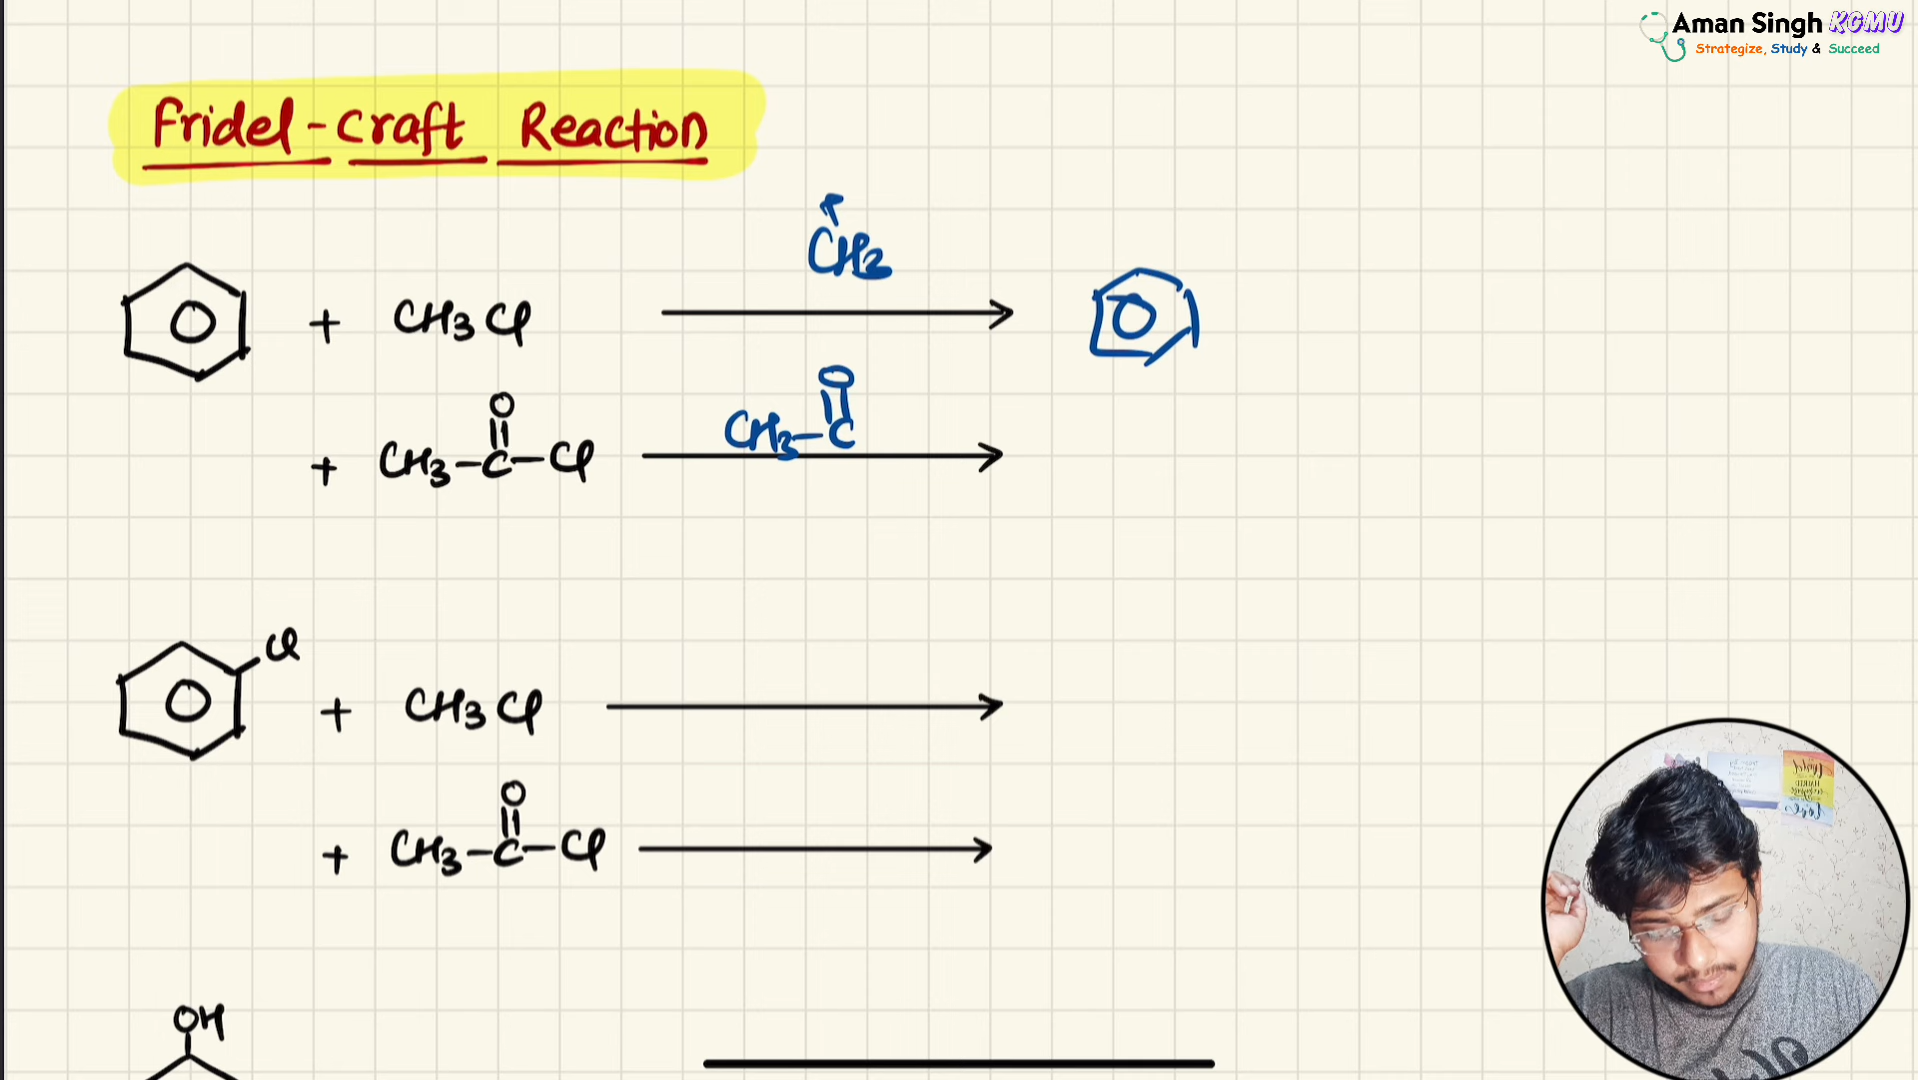 Aman Singh KGMU
Strategize, Study & Succeed
Fridel-Craft Reaction
CH2
+ CH3Cl
O
CH3-C
O
+ CH3-C-Cl
Cl
+ CH3Cl
O
+ CH3-C-Cl
OH